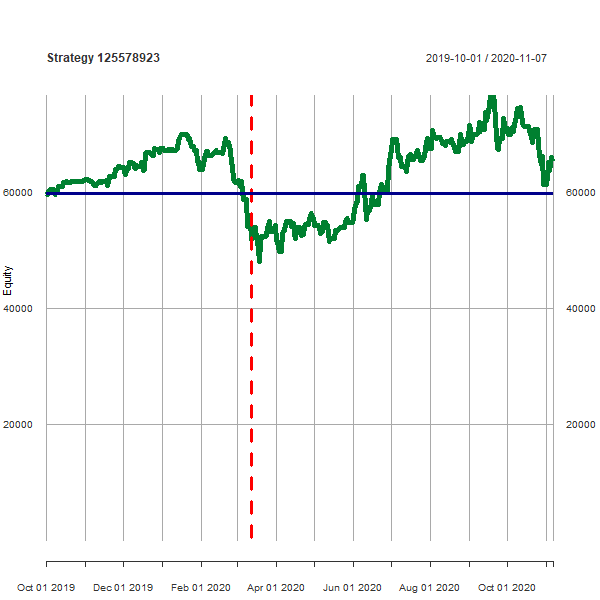 Strategy 125578923
2019-10-01 / 2020-11-07
60000
60000
Equity
40000
40000
20000
20000
Oct 01 2019
Dec 01 2019
Feb 01 2020
Apr 01 2020
Jun 01 2020
Aug 01 2020
Oct 01 2020